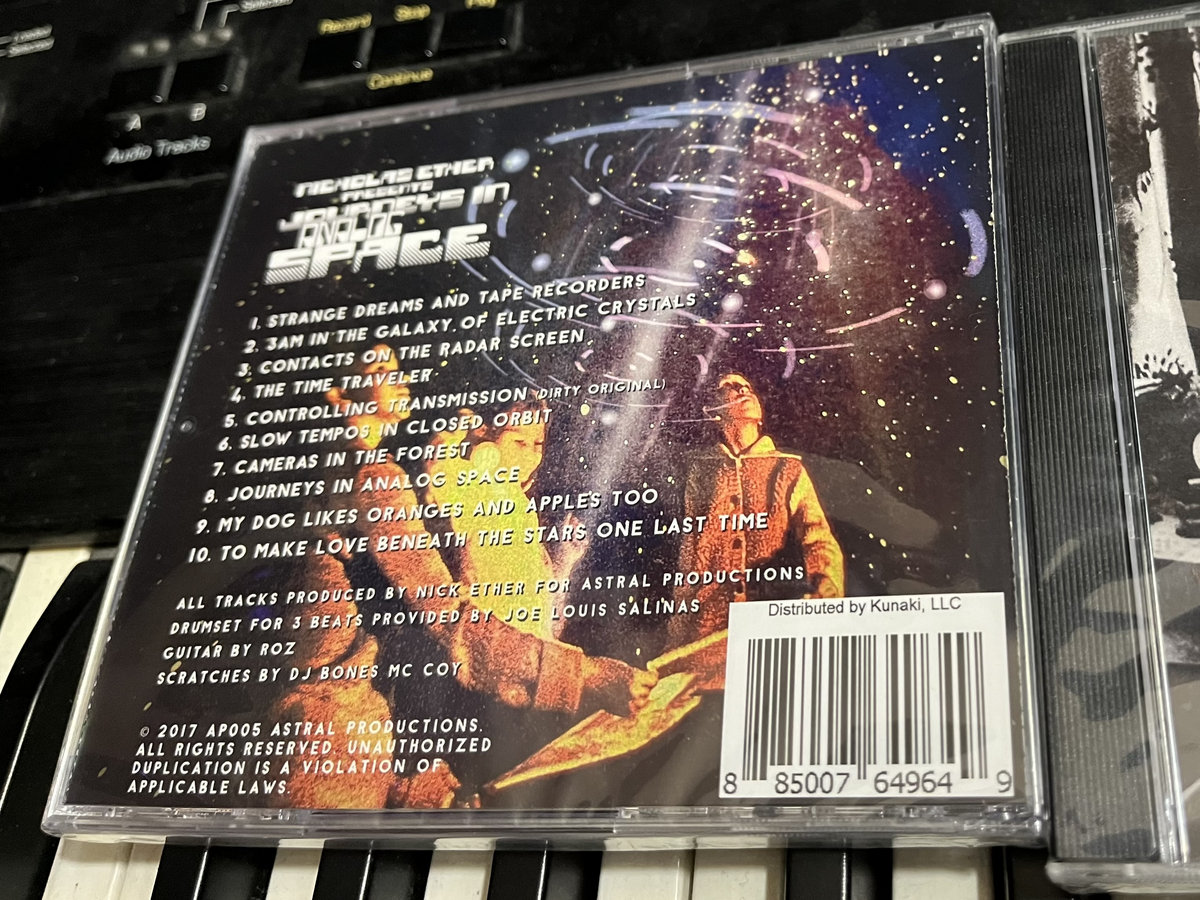 Record Stop Play
Continue
A B
Audio Tracks
NICHOLAS ETHER
PRESENTS
JOURNEYS IN
ANALOG
SPACE
1. STRANGE DREAMS AND TAPE RECORDERS
2. 3AM IN THE GALAXY OF ELECTRIC CRYSTALS
3. CONTACTS ON THE RADAR SCREEN
4. THE TIME TRAVELER
5. CONTROLLING TRANSMISSION (DIRTY ORIGINAL)
6. SLOW TEMPOS IN CLOSED ORBIT
7. CAMERAS IN THE FOREST
8. JOURNEYS IN ANALOG SPACE
9. MY DOG LIKES ORANGES AND APPLES TOO
10. TO MAKE LOVE BENEATH THE STARS ONE LAST TIME
ALL TRACKS PRODUCED BY NICK ETHER FOR ASTRAL PRODUCTIONS
DRUMSET FOR 3 BEATS PROVIDED BY JOE LOUIS SALINAS
GUITAR BY ROZ
SCRATCHES BY DJ BONES MC COY
© 2017 AP005 ASTRAL PRODUCTIONS.
ALL RIGHTS RESERVED. UNAUTHORIZED
DUPLICATION IS A VIOLATION OF
APPLICABLE LAWS.
Distributed by Kunaki, LLC
8 85007 64964 9